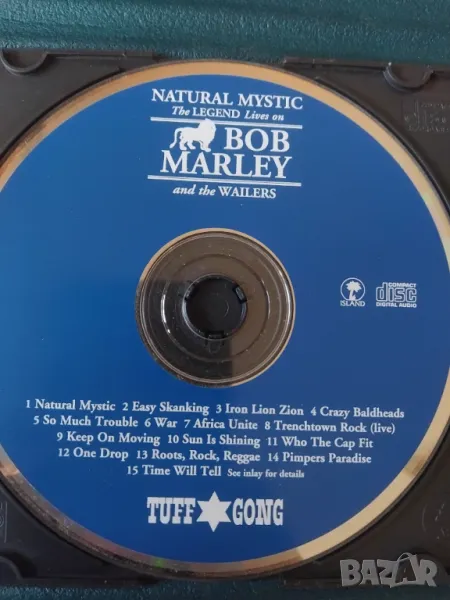 NATURAL MYSTIC
The LEGEND Lives on
BOB
MARLEY
and the WAILERS
ISLAND
COMPACT
disc
DIGITAL AUDIO
1 Natural Mystic 2 Easy Skanking 3 Iron Lion Zion 4 Crazy Baldheads
5 So Much Trouble 6 War 7 Africa Unite 8 Trenchtown Rock (live)
9 Keep On Moving 10 Sun Is Shining 11 Who The Cap Fit
12 One Drop 13 Roots, Rock, Reggae 14 Pimpers Paradise
15 Time Will Tell See inlay for details
TUFF GONG
BAZAR
.bg